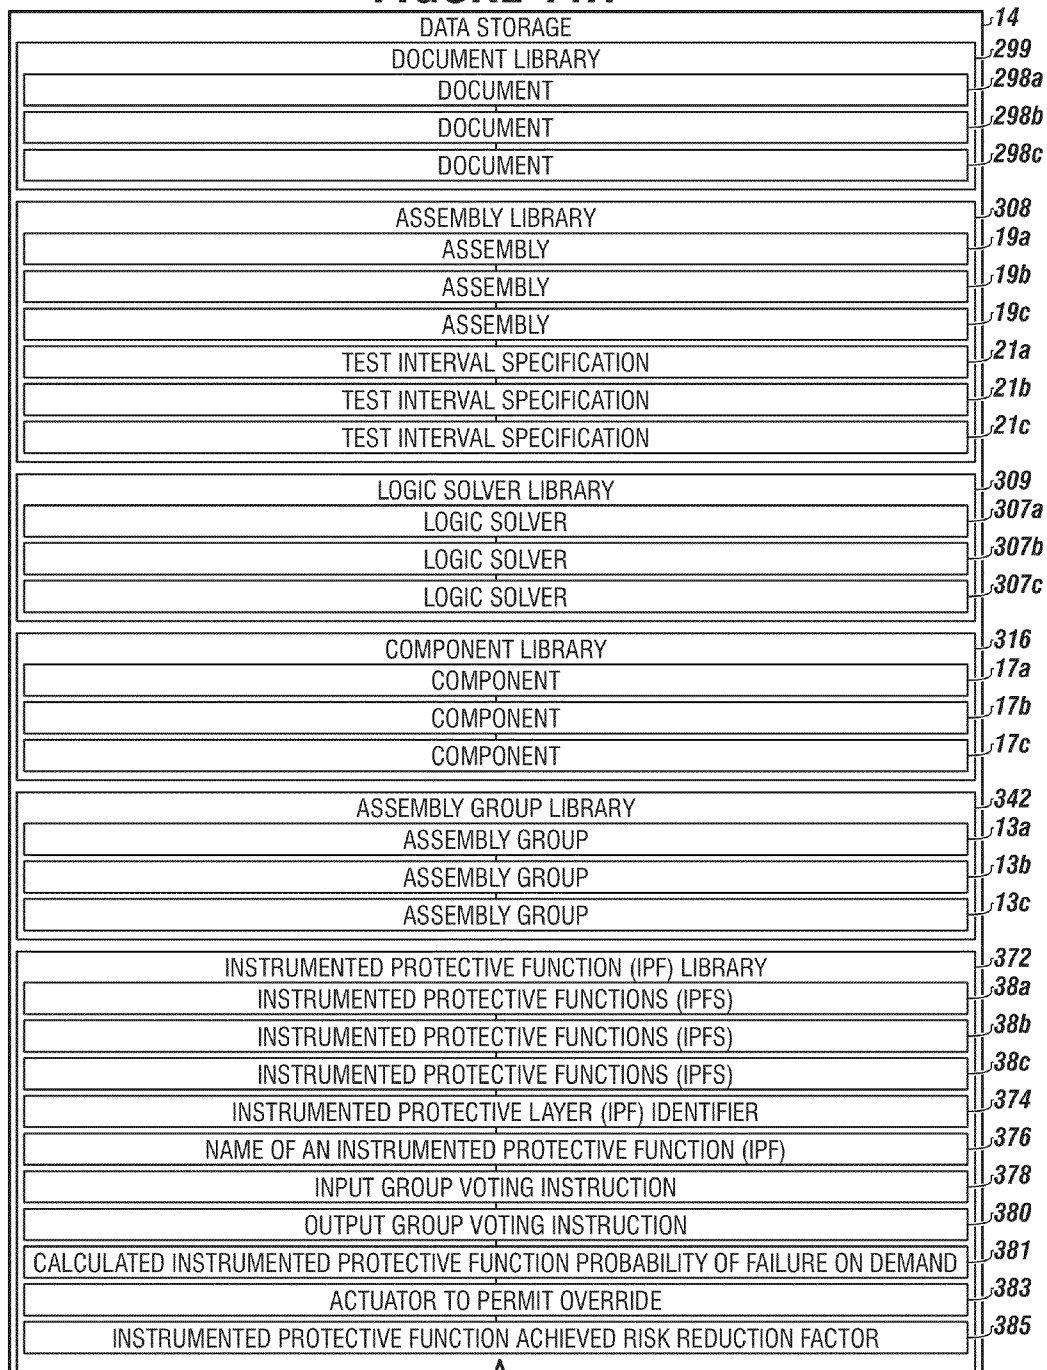 DATA STORAGE 14
DOCUMENT LIBRARY 299
DOCUMENT 298a
DOCUMENT 298b
DOCUMENT 298c
ASSEMBLY LIBRARY 308
ASSEMBLY 19a
ASSEMBLY 19b
ASSEMBLY 19c
TEST INTERVAL SPECIFICATION 21a
TEST INTERVAL SPECIFICATION 21b
TEST INTERVAL SPECIFICATION 21c
LOGIC SOLVER LIBRARY 309
LOGIC SOLVER 307a
LOGIC SOLVER 307b
LOGIC SOLVER 307c
COMPONENT LIBRARY 316
COMPONENT 17a
COMPONENT 17b
COMPONENT 17c
ASSEMBLY GROUP LIBRARY 342
ASSEMBLY GROUP 13a
ASSEMBLY GROUP 13b
ASSEMBLY GROUP 13c
INSTRUMENTED PROTECTIVE FUNCTION (IPF) LIBRARY 372
INSTRUMENTED PROTECTIVE FUNCTIONS (IPFS) 38a
INSTRUMENTED PROTECTIVE FUNCTIONS (IPFS) 38b
INSTRUMENTED PROTECTIVE FUNCTIONS (IPFS) 38c
INSTRUMENTED PROTECTIVE LAYER (IPF) IDENTIFIER 374
NAME OF AN INSTRUMENTED PROTECTIVE FUNCTION (IPF) 376
INPUT GROUP VOTING INSTRUCTION 378
OUTPUT GROUP VOTING INSTRUCTION 380
CALCULATED INSTRUMENTED PROTECTIVE FUNCTION PROBABILITY OF FAILURE ON DEMAND 381
ACTUATOR TO PERMIT OVERRIDE 383
INSTRUMENTED PROTECTIVE FUNCTION ACHIEVED RISK REDUCTION FACTOR 385